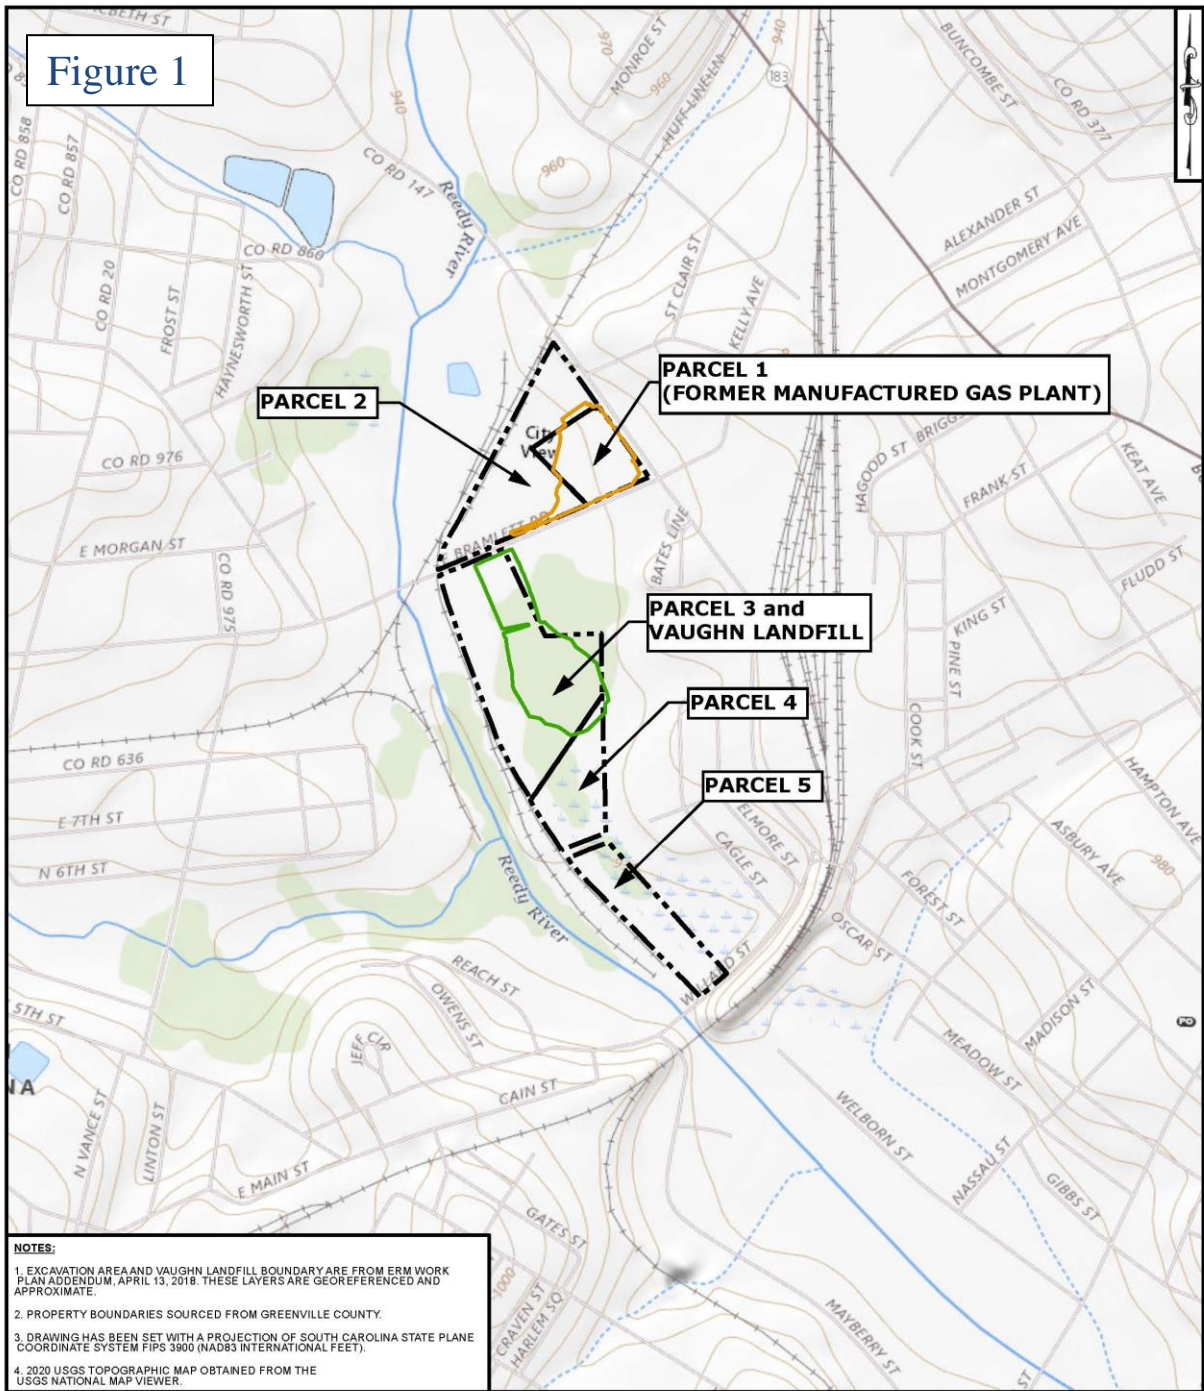 Figure 1
CO RD 858
CO RD 857
MONROE ST
970
960
HUFF LINE LN
940
183
BUNCOMBE ST
CO RD 377
940
CO RD 147
Reedy River
960
ALEXANDER ST
MONTGOMERY AVE
CO RD 860
CO RD 20
FROST ST
HAYNESWORTH ST
ST CLAIR ST
KELLY AVE
PARCEL 1
(FORMER MANUFACTURED GAS PLANT)
PARCEL 2
City
View
HAGOOD ST
KEAT AVE
FRANK ST
CO RD 976
E MORGAN ST
CO RD 975
BATES LINE
FLUDD ST
KING ST
PINE ST
PARCEL 3 and
VAUGHN LANDFILL
PARCEL 4
COOK ST
CO RD 636
PARCEL 5
HAMPTON AVE
ASBURY AVE
980
E 7TH ST
N 6TH ST
ELMORE ST
CAGLE ST
FOREST ST
OSCAR ST
Reedy River
REACH ST
OWENS ST
JEFF CIR
5TH ST
NA
CAIN ST
MADISON ST
MEADOW ST
PO
N VANCE ST
LINTON ST
E MAIN ST
WELBORN ST
NASSAU ST
GIBBS ST
GATES ST
1000
CRAVEN ST
HARLEM SQ
MAYBERRY ST
ST
NOTES:
1. EXCAVATION AREA AND VAUGHN LANDFILL BOUNDARY ARE FROM ERM WORK
PLAN ADDENDUM, APRIL 13, 2018. THESE LAYERS ARE GEOREFERENCED AND
APPROXIMATE.
2. PROPERTY BOUNDARIES SOURCED FROM GREENVILLE COUNTY.
3. DRAWING HAS BEEN SET WITH A PROJECTION OF SOUTH CAROLINA STATE PLANE
COORDINATE SYSTEM FIPS 3900 (NAD83 INTERNATIONAL FEET).
4. 2020 USGS TOPOGRAPHIC MAP OBTAINED FROM THE
USGS NATIONAL MAP VIEWER.